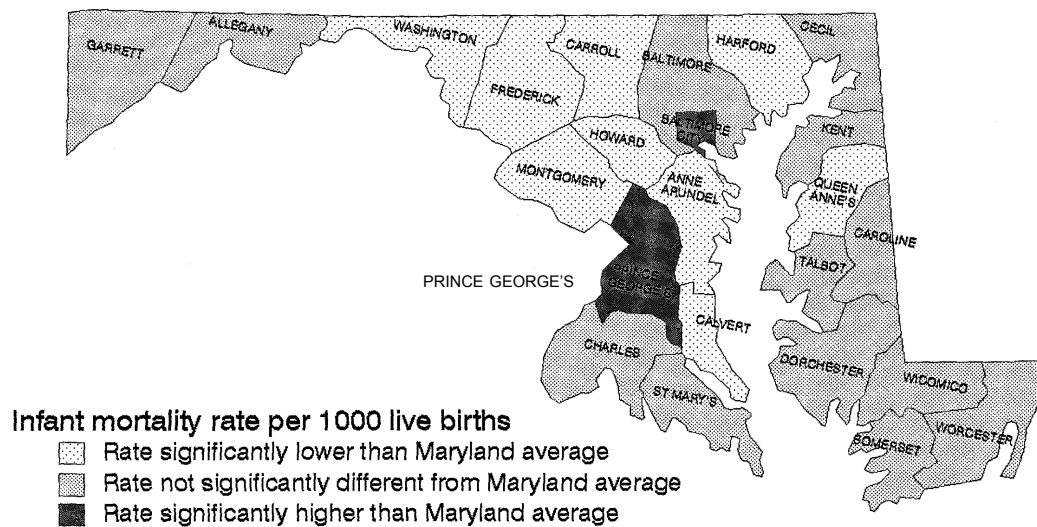 GARRETT
ALLEGANY
WASHINGTON
FREDERICK
CARROLL
BALTIMORE
HARFORD
CECIL
BALTIMORE
CITY
KENT
HOWARD
MONTGOMERY
ANNE
ARUNDEL
QUEEN
ANNE'S
CAROLINE
TALBOT
PRINCE GEORGE'S
PRINCE
GEORGE'S
CALVERT
CHARLES
ST MARY'S
DORCHESTER
WICOMICO
SOMERSET
WORCESTER
Infant mortality rate per 1000 live births
Rate significantly lower than Maryland average
Rate not significantly different from Maryland average
Rate significantly higher than Maryland average